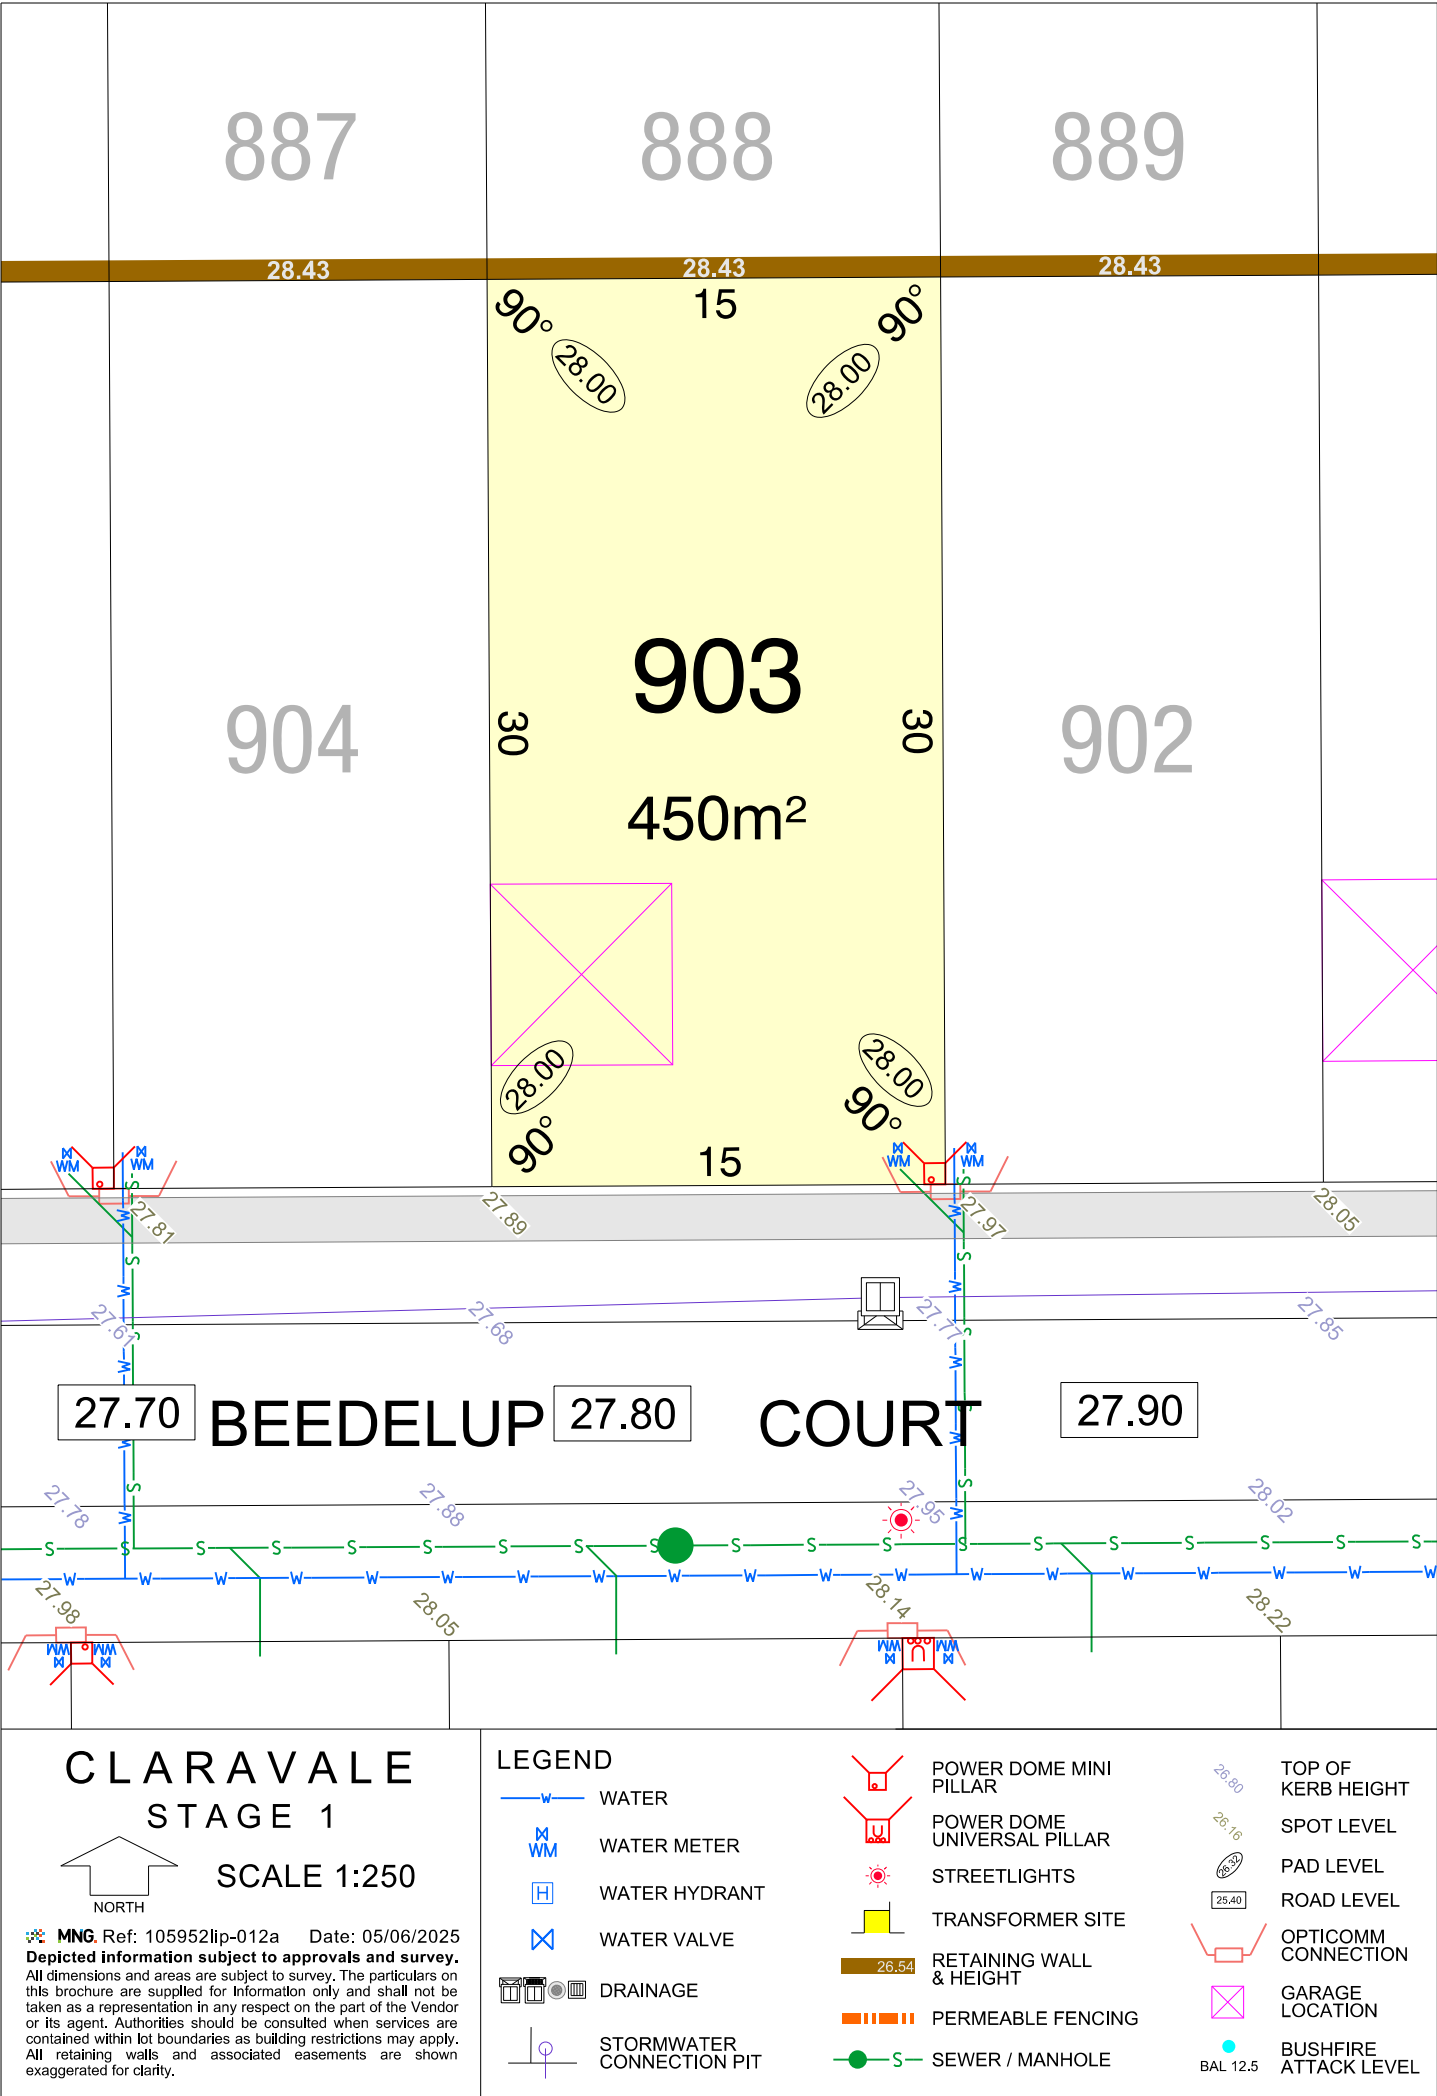 887
888
889
28.43
28.43
28.43
90°
15
90°
28.00
28.00
903
904
30
30
902
450m²
28.00
28.00
90°
90°
15
WM
WM
WM
WM
S
S
27.81
27.89
27.97
28.05
W
W
S
S
W
W
27.61
27.68
27.77
27.85
S
S
W
W
27.70
BEEDELUP
27.80
COURT
27.90
S
W
W
S
S
27.78
27.88
27.95
28.02
W
W
S S S S S S S S S S S S S S S S S S S
W W W W W W W W W W W W W W W W W W W
27.98
28.05
28.14
28.22
WM
WM
WM
WM
CLARAVALE
STAGE 1
NORTH
SCALE 1:250
MNG. Ref: 105952lip-012a Date: 05/06/2025
Depicted information subject to approvals and survey.
All dimensions and areas are subject to survey. The particulars on
this brochure are supplied for information only and shall not be
taken as a representation in any respect on the part of the Vendor
or its agent. Authorities should be consulted when services are
contained within lot boundaries as building restrictions may apply.
All retaining walls and associated easements are shown
exaggerated for clarity.
LEGEND
W WATER
WM WATER METER
H WATER HYDRANT
WATER VALVE
DRAINAGE
STORMWATER
CONNECTION PIT
POWER DOME MINI
PILLAR
POWER DOME
UNIVERSAL PILLAR
STREETLIGHTS
TRANSFORMER SITE
26.54 RETAINING WALL
& HEIGHT
PERMEABLE FENCING
S SEWER / MANHOLE
26.80 TOP OF
KERB HEIGHT
26.16 SPOT LEVEL
26.32 PAD LEVEL
25.40 ROAD LEVEL
OPTICOMM
CONNECTION
GARAGE
LOCATION
BAL 12.5 BUSHFIRE
ATTACK LEVEL